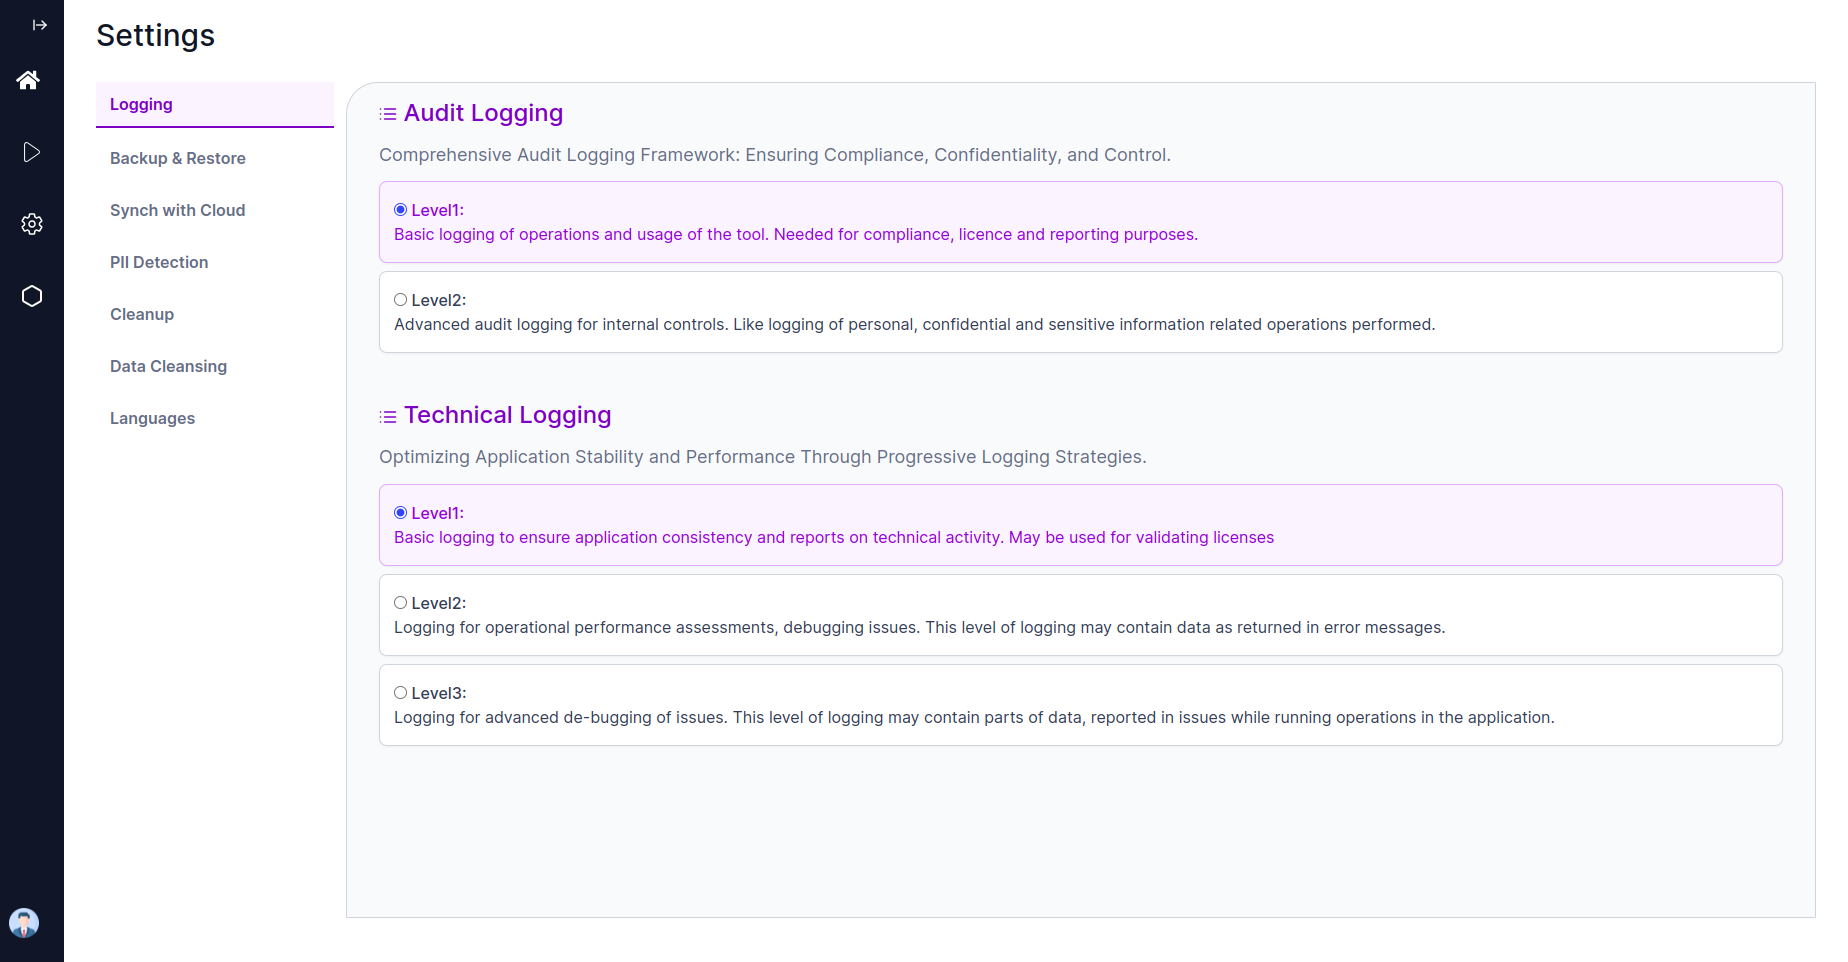 Settings
Logging
Backup & Restore
Synch with Cloud
PII Detection
Cleanup
Data Cleansing
Languages
Audit Logging
Comprehensive Audit Logging Framework: Ensuring Compliance, Confidentiality, and Control.
Level1:
Basic logging of operations and usage of the tool. Needed for compliance, licence and reporting purposes.
Level2:
Advanced audit logging for internal controls. Like logging of personal, confidential and sensitive information related operations performed.
Technical Logging
Optimizing Application Stability and Performance Through Progressive Logging Strategies.
Level1:
Basic logging to ensure application consistency and reports on technical activity. May be used for validating licenses
Level2:
Logging for operational performance assessments, debugging issues. This level of logging may contain data as returned in error messages.
Level3:
Logging for advanced de-bugging of issues. This level of logging may contain parts of data, reported in issues while running operations in the application.